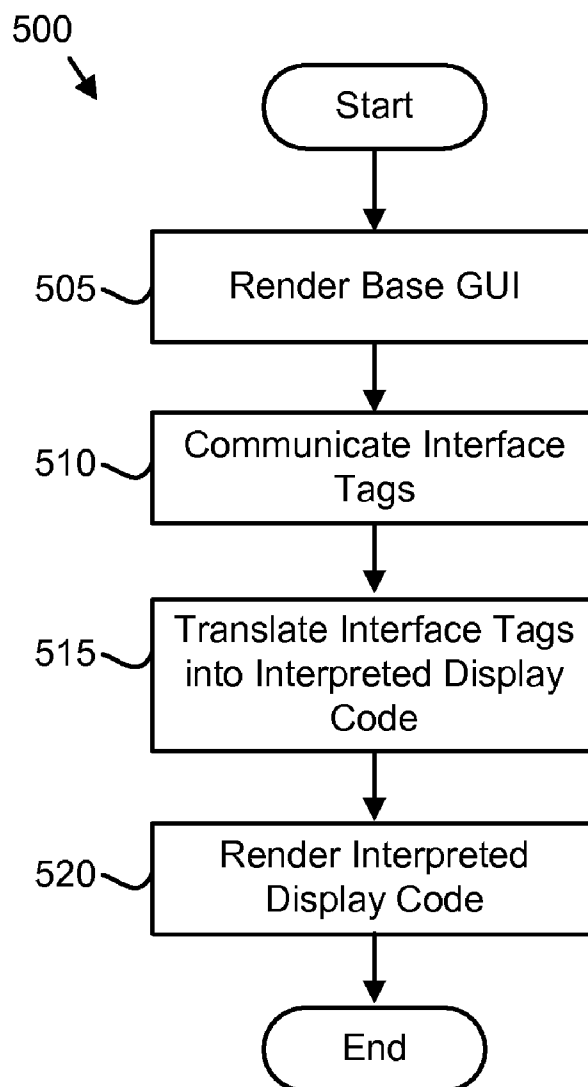 500
Start
505
Render Base GUI
510
Communicate Interface
Tags
515
Translate Interface Tags
into Interpreted Display
Code
520
Render Interpreted
Display Code
End